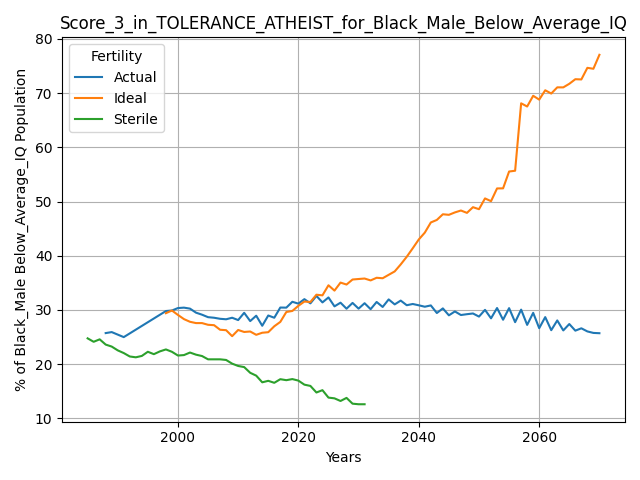 Score_3_in_TOLERANCE_ATHEIST_for_Black_Male_Below_Average_IQ
% of Black_Male Below_Average_IQ Population
80
70
60
50
40
30
20
10
Fertility
Actual
Ideal
Sterile
2000
2020
2040
2060
Years